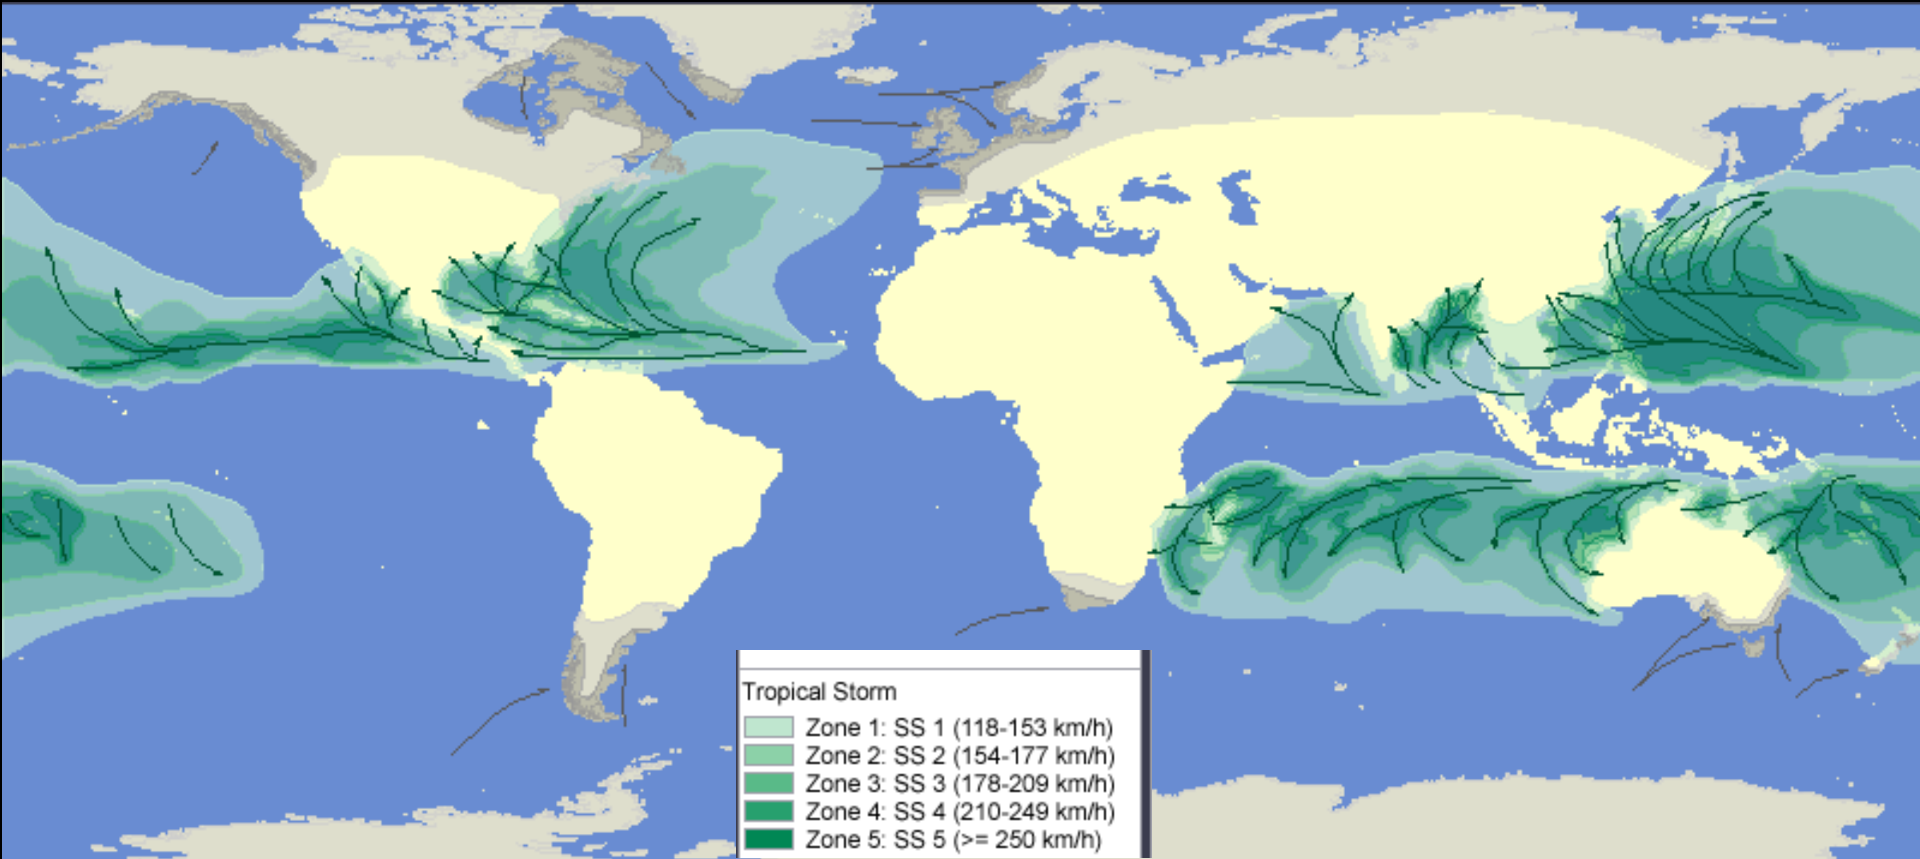 Tropical Storm
Zone 1: SS 1 (118-153 km/h)
Zone 2: SS 2 (154-177 km/h)
Zone 3: SS 3 (178-209 km/h)
Zone 4: SS 4 (210-249 km/h)
Zone 5: SS 5 (>= 250 km/h)